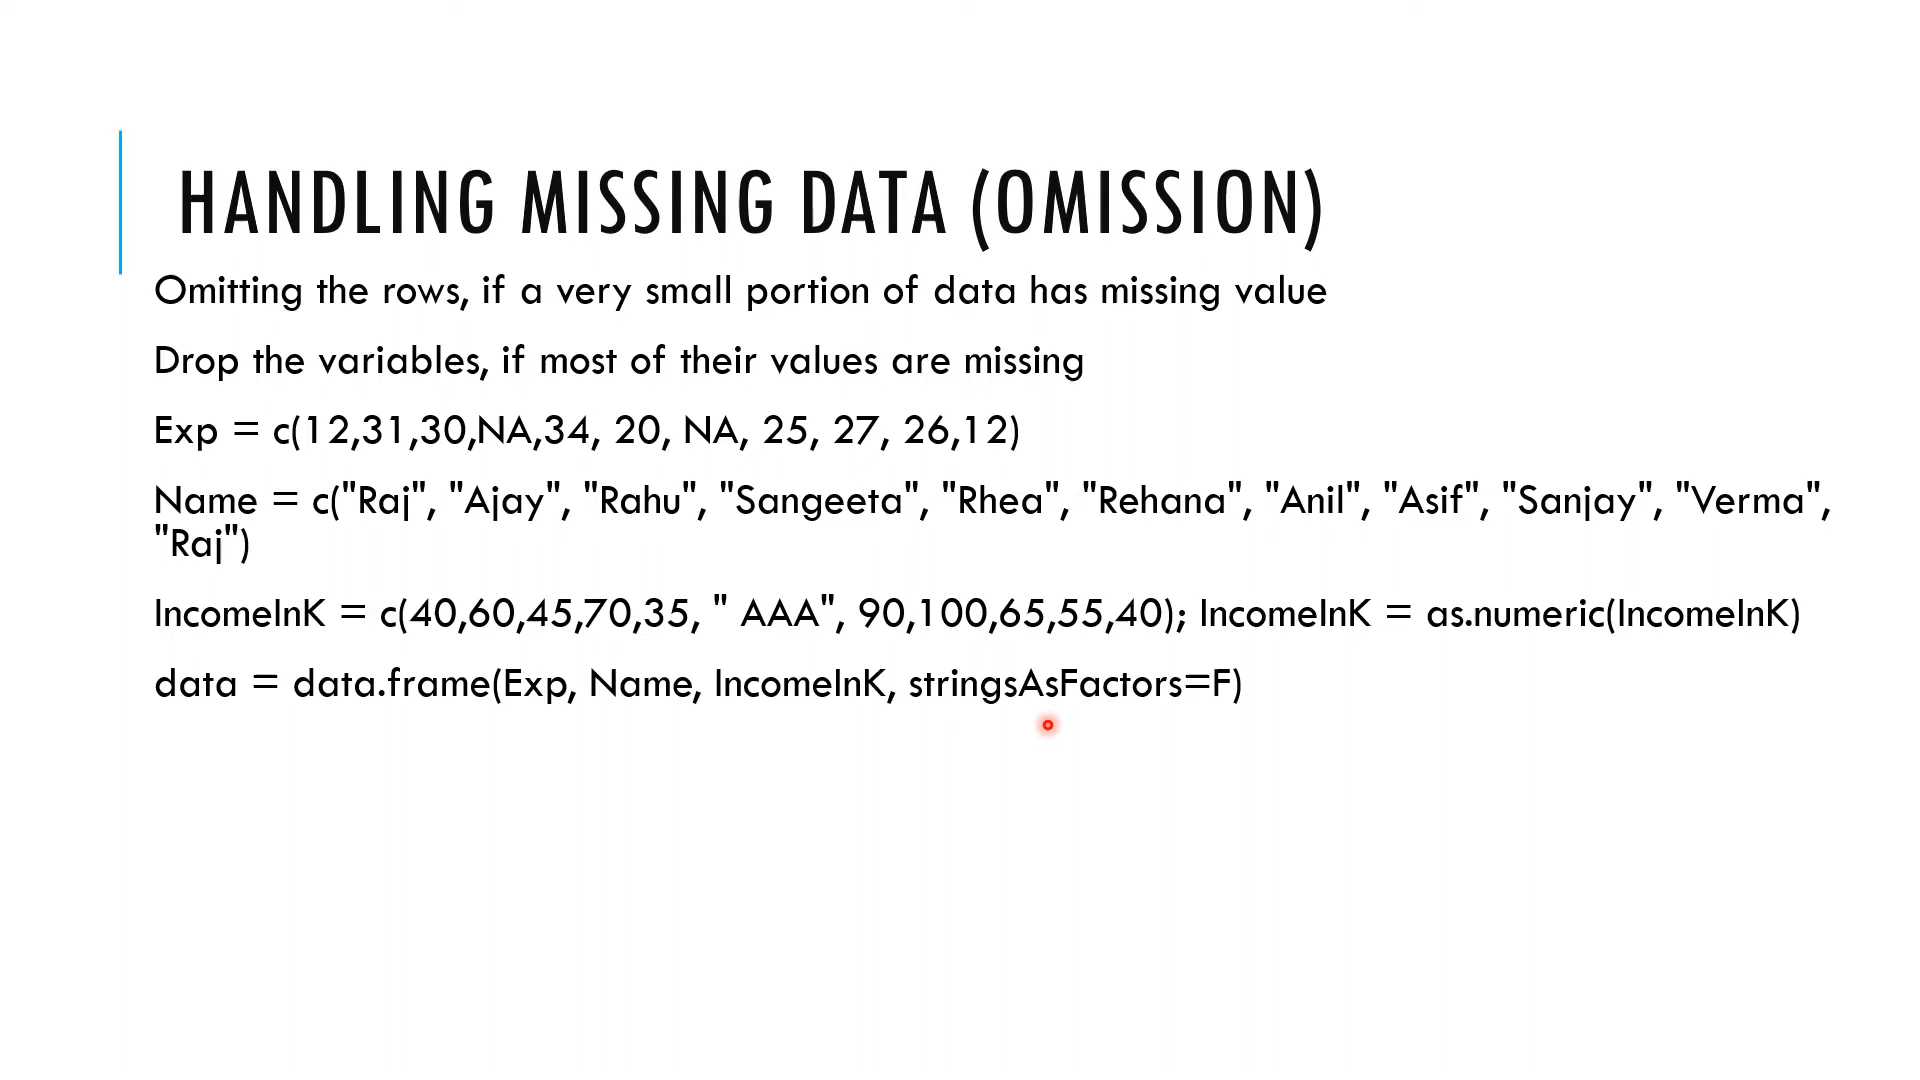 HANDLING MISSING DATA (OMISSION)
Omitting the rows, if a very small portion of data has missing value
Drop the variables, if most of their values are missing
Exp = c(12,31,30,NA,34, 20, NA, 25, 27, 26,12)
Name = c("Raj", "Ajay", "Rahu", "Sangeeta", "Rhea", "Rehana", "Anil", "Asif", "Sanjay", "Verma",
"Raj")
IncomeInK = c(40,60,45,70,35, " AAA", 90,100,65,55,40); IncomeInK = as.numeric(IncomeInK)
data = data.frame(Exp, Name, IncomeInK, stringsAsFactors=F)